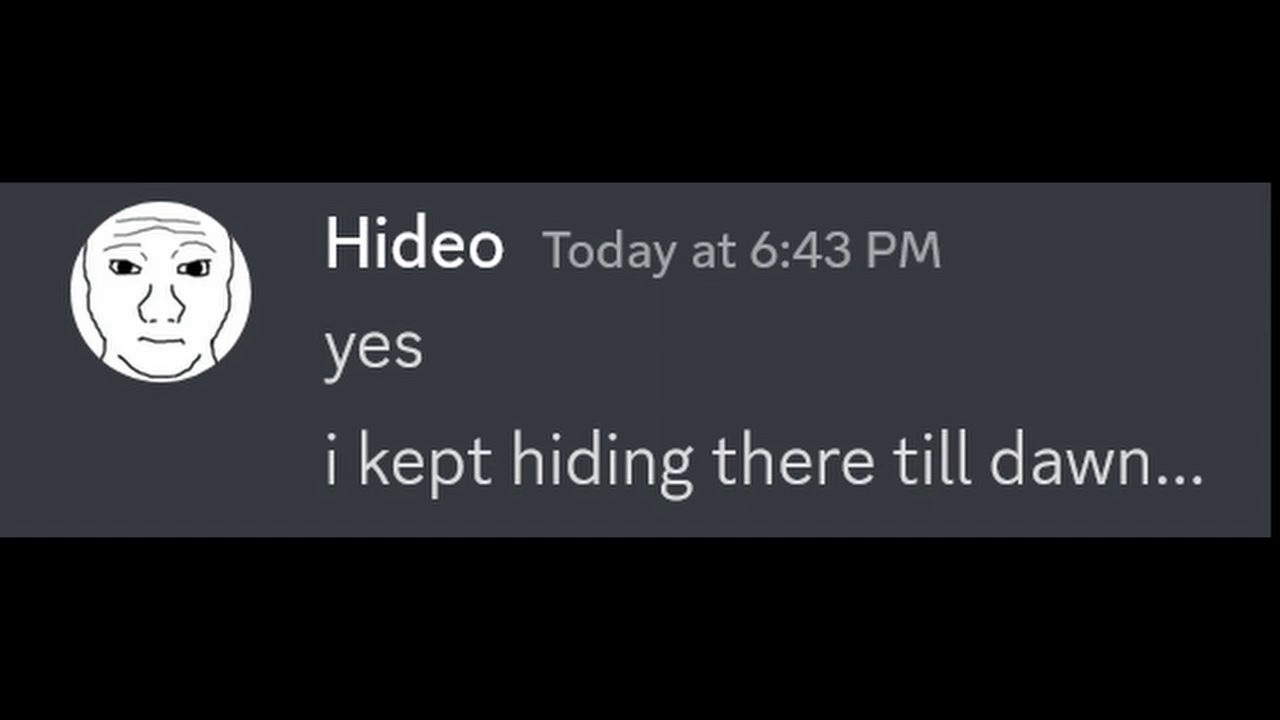 Hideo Today at 6:43 PM
yes
i kept hiding there till dawn...